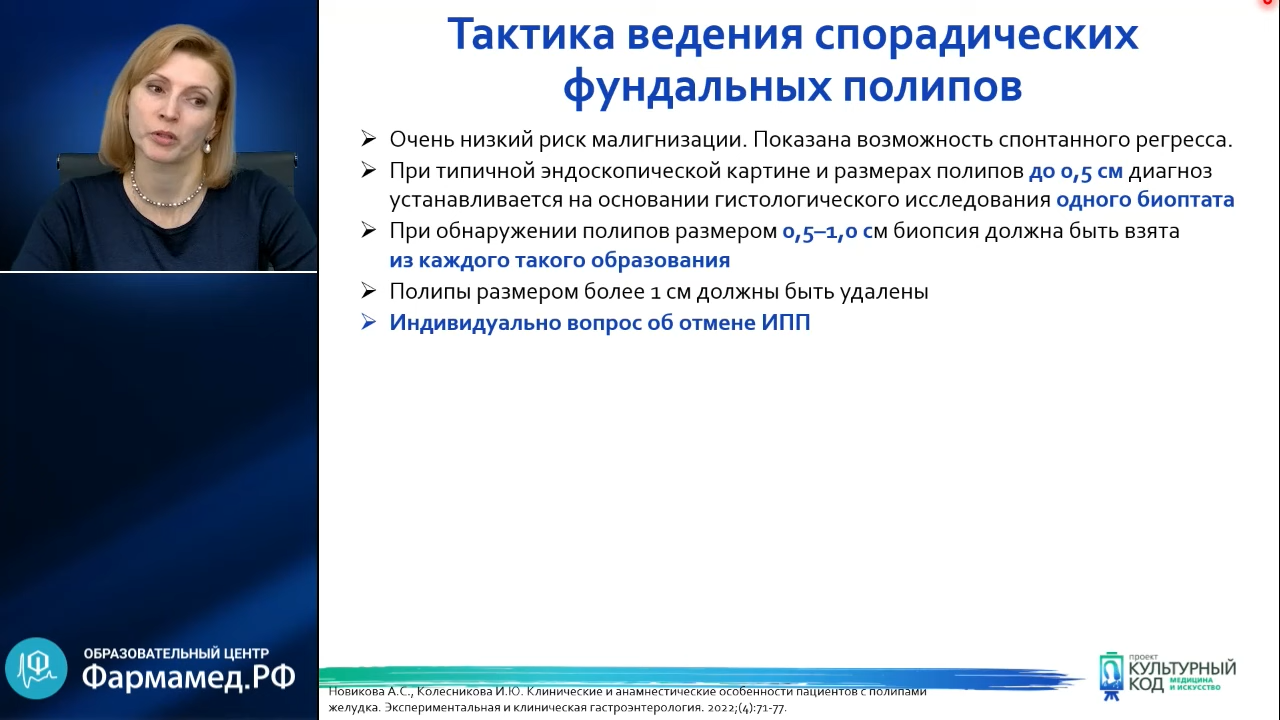 Тактика ведения спорадических
фундальных полипов
➢ Очень низкий риск малигнизации. Показана возможность спонтанного регресса.
➢ При типичной эндоскопической картине и размерах полипов до 0,5 см диагноз
устанавливается на основании гистологического исследования одного биоптата
➢ При обнаружении полипов размером 0,5–1,0 см биопсия должна быть взята
из каждого такого образования
➢ Полипы размером более 1 см должны быть удалены
➢ Индивидуально вопрос об отмене ИПП
ОБРАЗОВАТЕЛЬНЫЙ ЦЕНТР
Фармамед.РФ
Новикова А.С., Колесникова И.Ю. Клинические и анамнестические особенности пациентов с полипами
желудка. Экспериментальная и клиническая гастроэнтерология. 2022;(4):71-77.
проект
КУЛЬТУРНЫЙ
КОД МЕДИЦИНА
И ИСКУССТВО